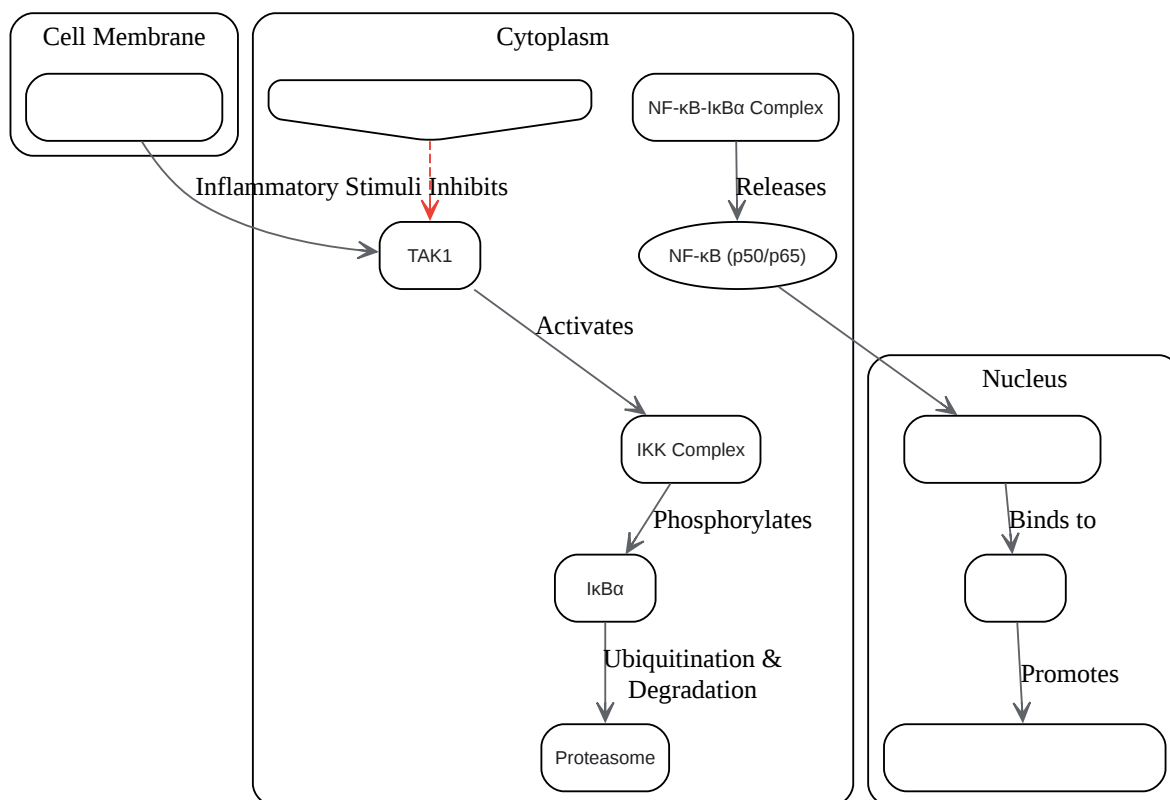 Cell Membrane
Cytoplasm
NF-κB-IκBα Complex
Inflammatory Stimuli
Inhibits
Releases
TAK1
NF-κB (p50/p65)
Activates
Nucleus
IKK Complex
Phosphorylates
Binds to
IκBα
Ubiquitination &
Degradation
Promotes
Proteasome